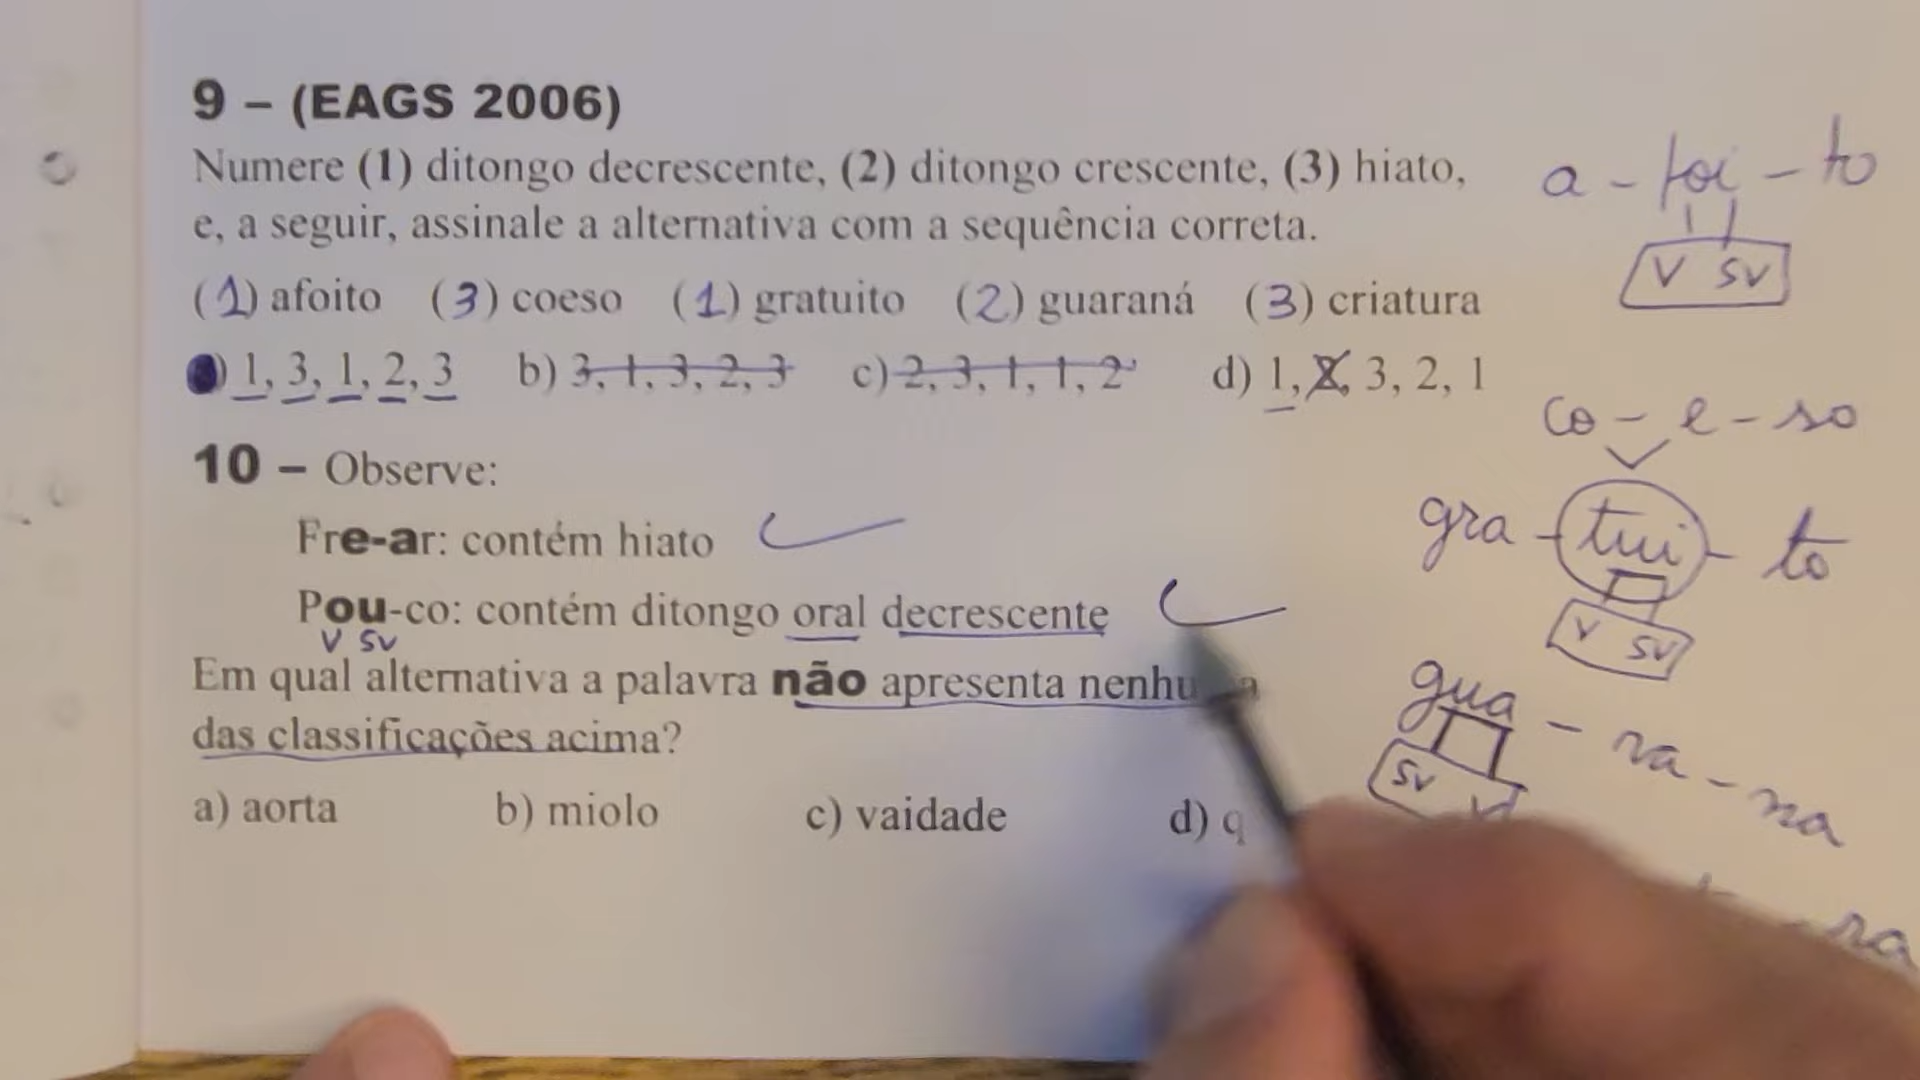 9 – (EAGS 2006)
Numere (1) ditongo decrescente, (2) ditongo crescente, (3) hiato,
e, a seguir, assinale a alternativa com a sequência correta.
(1) afoito (3) coeso (1) gratuito (2) guaraná (3) criatura
) 1, 3, 1, 2, 3 b) 3, 1, 3, 2, 3 c) 2, 3, 1, 1, 2 d) 1, 2, 3, 2, 1
10 – Observe:
Fre-ar: contém hiato
Pou-co: contém ditongo oral decrescente
V SV
Em qual alternativa a palavra não apresenta
das classificações acima?
a) aorta b) miolo c) vaidade d)
a - foi - to
V SV
co - e - so
gra - tui - to
V SV
gua - ra - na
SV V